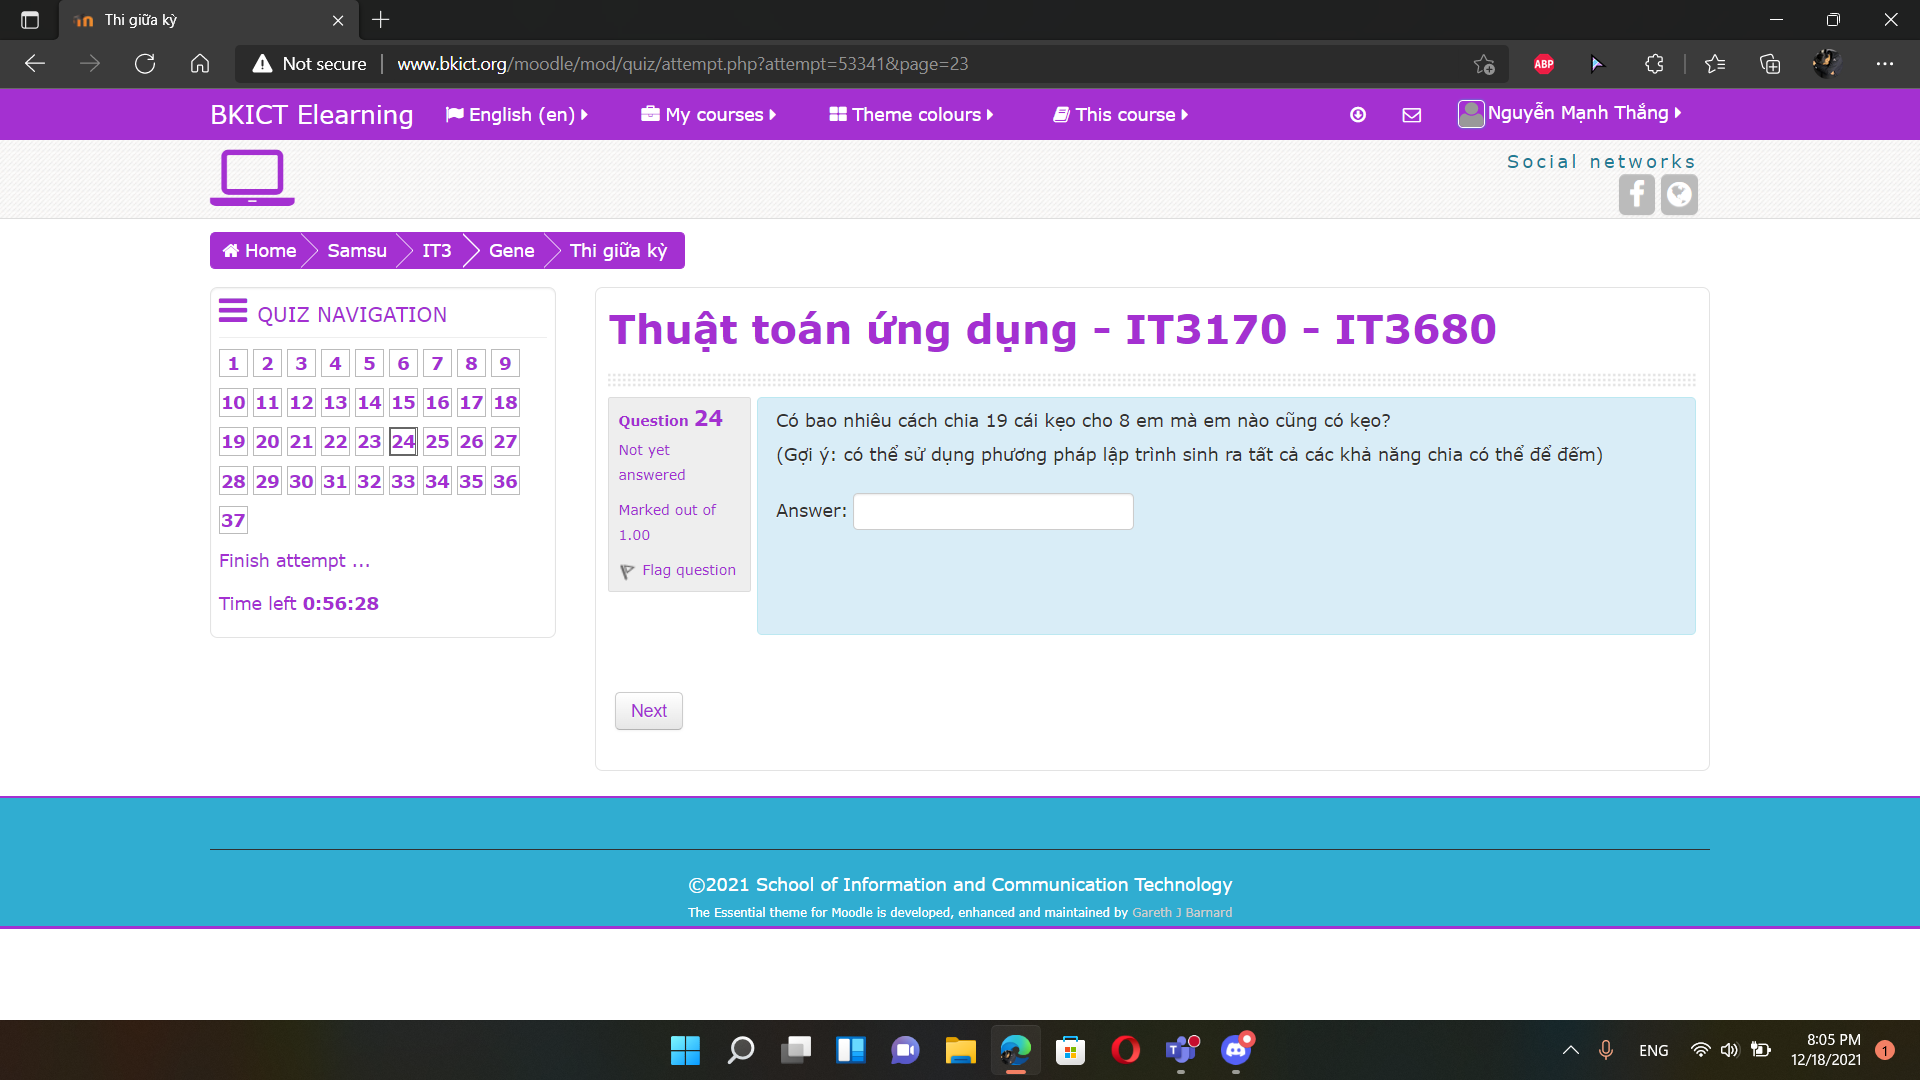 Thi giữa kỳ
Not secure
www.bkict.org/moodle/mod/quiz/attempt.php?attempt=53341&page=23
ABP
BKICT Elearning
English (en)
My courses
Theme colours
This course
Nguyễn Mạnh Thắng
Social networks
Home
Samsu
IT3
Gene
Thi giữa kỳ
QUIZ NAVIGATION
1 2 3 4 5 6 7 8 9
10 11 12 13 14 15 16 17 18
19 20 21 22 23 24 25 26 27
28 29 30 31 32 33 34 35 36
37
Finish attempt ...
Time left 0:56:28
Thuật toán ứng dụng - IT3170 - IT3680
Question 24
Not yet
answered
Marked out of
1.00
Flag question
Có bao nhiêu cách chia 19 cái kẹo cho 8 em mà em nào cũng có kẹo?
(Gợi ý: có thể sử dụng phương pháp lập trình sinh ra tất cả các khả năng chia có thể để đếm)
Answer:
Next
©2021 School of Information and Communication Technology
The Essential theme for Moodle is developed, enhanced and maintained by Gareth J Barnard
ENG
8:05 PM
12/18/2021
1